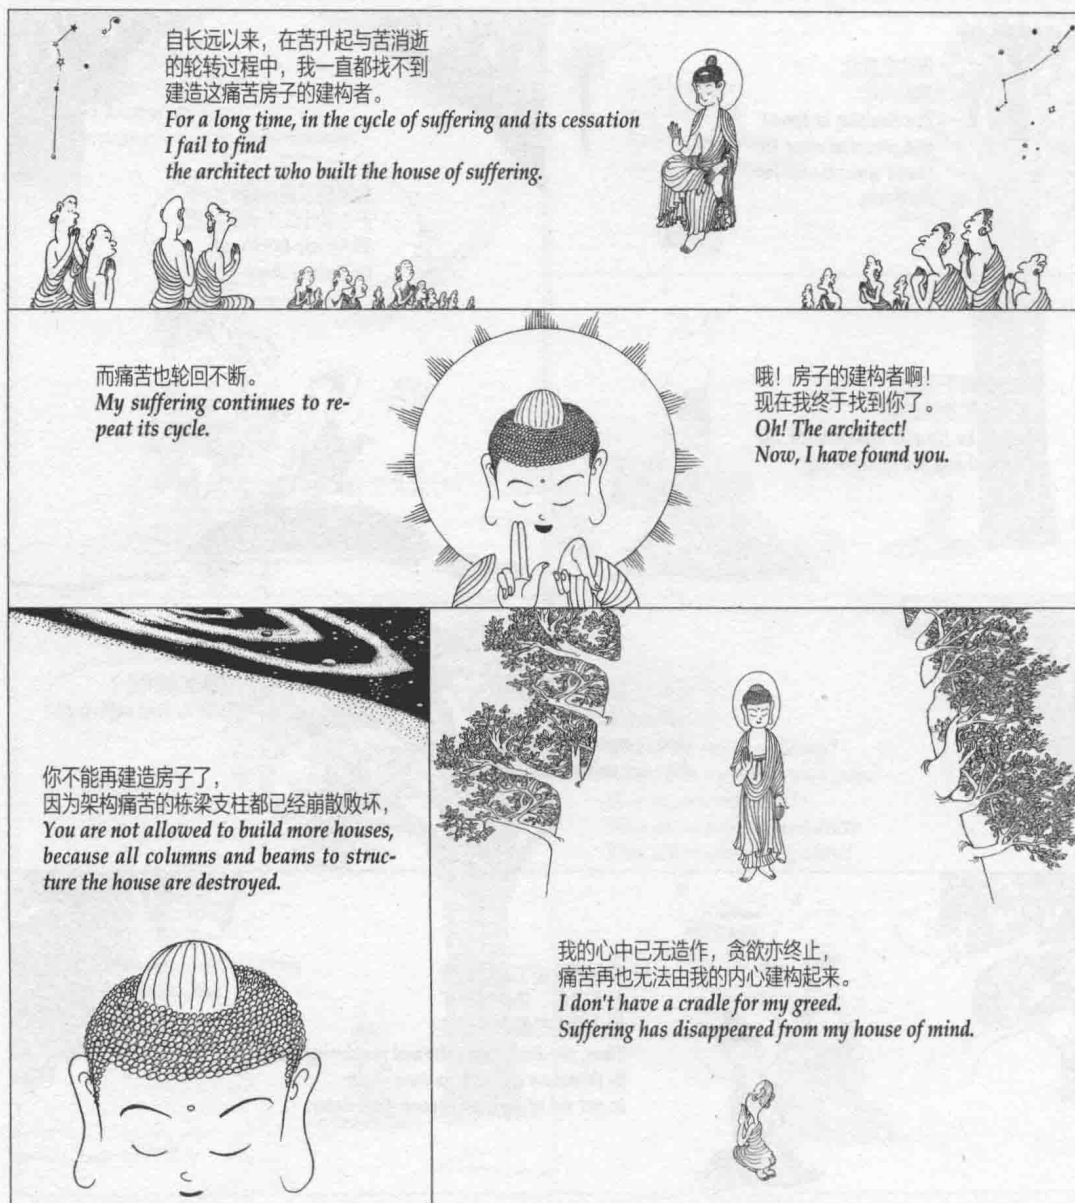 自长远以来，在苦升起与苦消逝
的轮转过程中，我一直都找不到
建造这痛苦房子的建构者。
For a long time, in the cycle of suffering and its cessation
I fail to find
the architect who built the house of suffering.
而痛苦也轮回不断。
My suffering continues to re-
peat its cycle.
哦！房子的建构者啊！
现在我终于找到你了。
Oh! The architect!
Now, I have found you.
你不能再建造房子了，
因为架构痛苦的栋梁支柱都已经崩散败坏，
You are not allowed to build more houses,
because all columns and beams to struc-
ture the house are destroyed.
我的心中已无造作，贪欲亦终止，
痛苦再也无法由我的内心建构起来。
I don't have a cradle for my greed.
Suffering has disappeared from my house of mind.